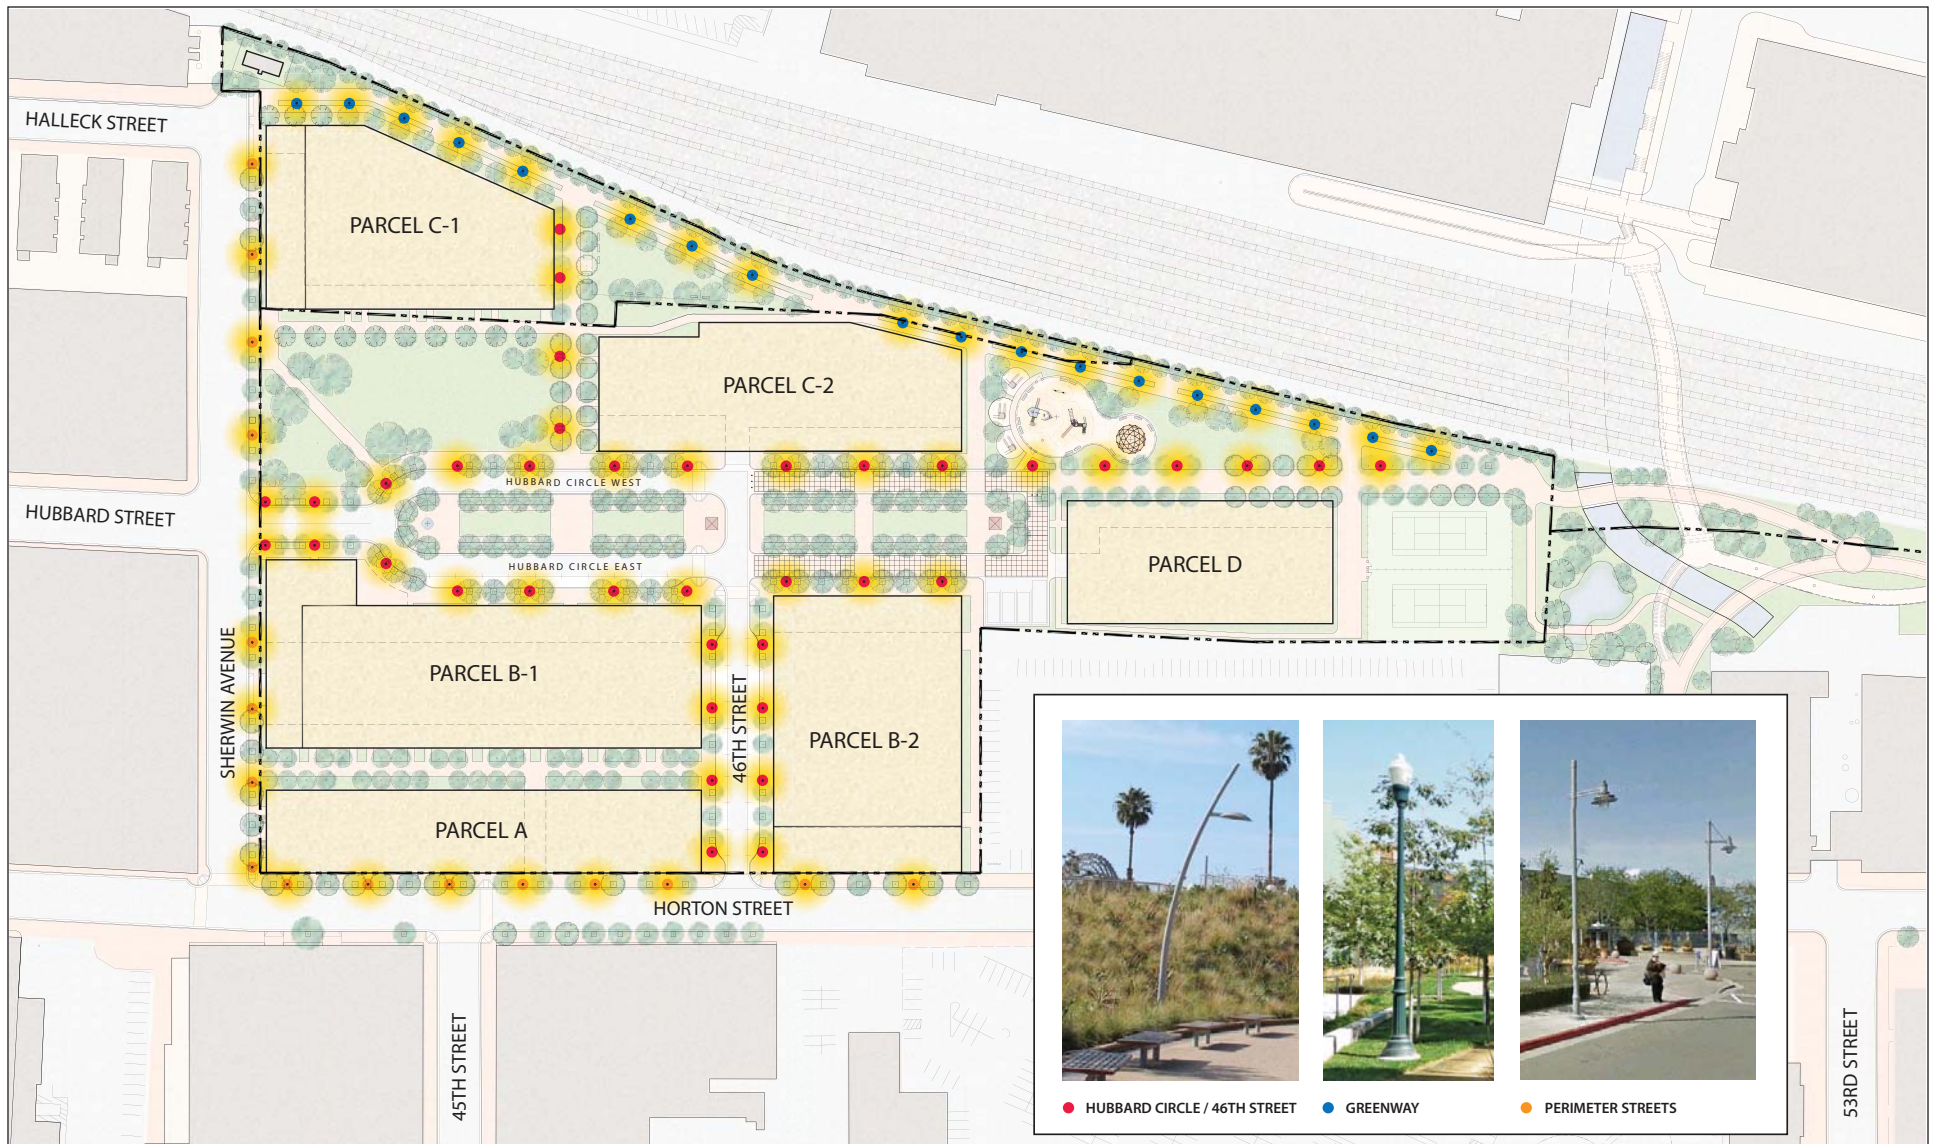 HALLECK STREET
PARCEL C-1
PARCEL C-2
HUBBARD CIRCLE WEST
HUBBARD STREET
HUBBARD CIRCLE EAST
PARCEL D
SHERWIN AVENUE
PARCEL B-1
46TH STREET
PARCEL B-2
PARCEL A
HORTON STREET
45TH STREET
53RD STREET
HUBBARD CIRCLE / 46TH STREET
GREENWAY
PERIMETER STREETS